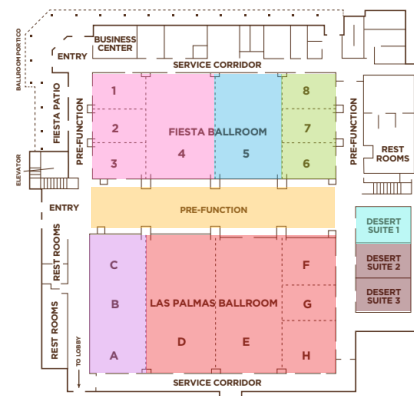 BUSINESS
CENTER
ENTRY
SERVICE CORRIDOR
BALLROOM PORTICO
FIESTA PATIO
PRE-FUNCTION
1
2
3
4
FIESTA BALLROOM
5
8
7
6
PRE-FUNCTION
REST
ROOMS
ELEVATOR
ENTRY
PRE-FUNCTION
DESERT
SUITE 1
DESERT
SUITE 2
DESERT
SUITE 3
REST ROOMS
REST ROOMS
C
B
A
LAS PALMAS BALLROOM
D
E
F
G
H
TO LOBBY
SERVICE CORRIDOR